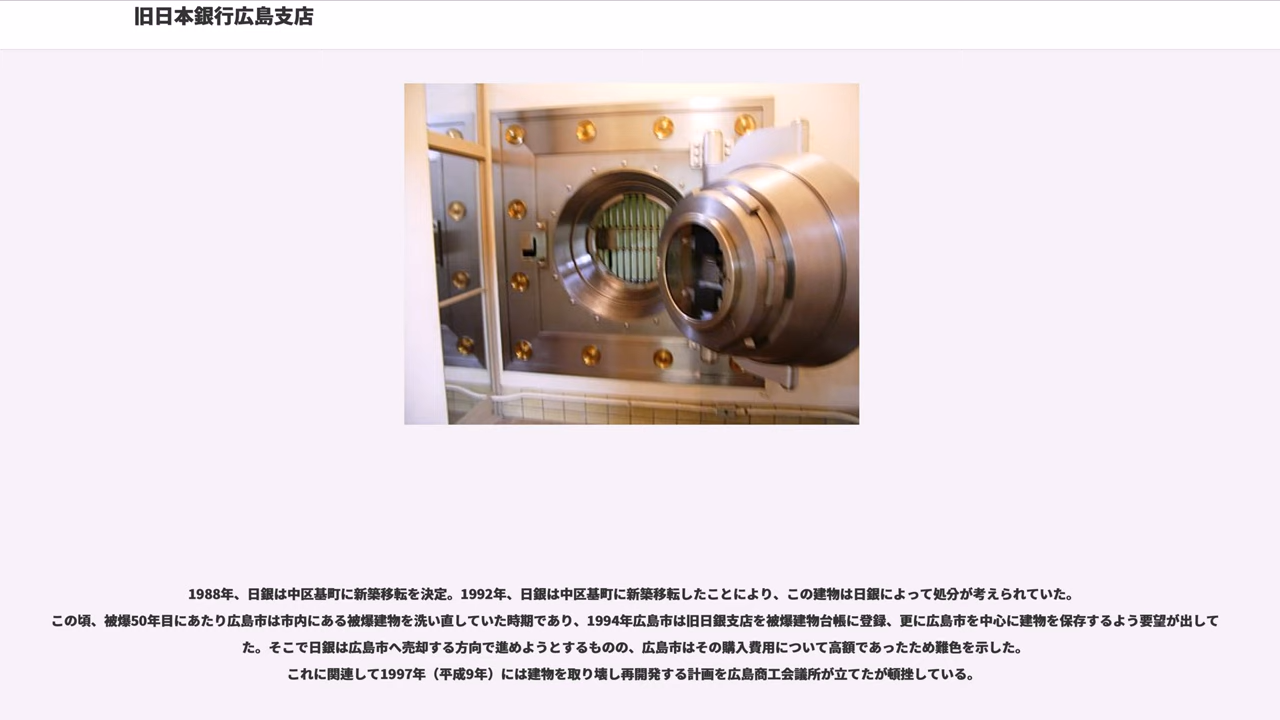 旧日本銀行広島支店
1988年、日銀は中区基町に新築移転を決定。1992年、日銀は中区基町に新築移転したことにより、この建物は日銀によって処分が考えられていた。
この頃、被爆50年目にあたり広島市は市内にある被爆建物を洗い直していた時期であり、1994年広島市は旧日銀支店を被爆建物台帳に登録、更に広島市を中心に建物を保存するよう要望が出して
た。そこで日銀は広島市へ売却する方向で進めようとするものの、広島市はその購入費用について高額であったため難色を示した。
これに関連して1997年（平成9年）には建物を取り壊し再開発する計画を広島商工会議所が立てたが頓挫している。